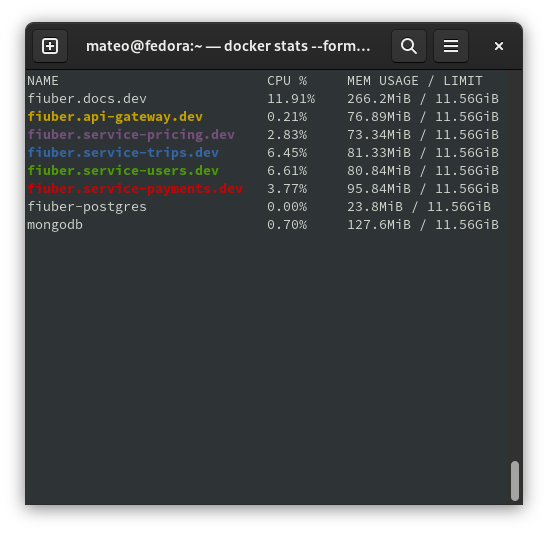 mateo@fedora:~ — docker stats --form…
NAME CPU % MEM USAGE / LIMIT
fiuber.docs.dev 11.91% 266.2MiB / 11.56GiB
fiuber.api-gateway.dev 0.21% 76.89MiB / 11.56GiB
fiuber.service-pricing.dev 2.83% 73.34MiB / 11.56GiB
fiuber.service-trips.dev 6.45% 81.33MiB / 11.56GiB
fiuber.service-users.dev 6.61% 80.84MiB / 11.56GiB
fiuber.service-payments.dev 3.77% 95.84MiB / 11.56GiB
fiuber-postgres 0.00% 23.8MiB / 11.56GiB
mongodb 0.70% 127.6MiB / 11.56GiB